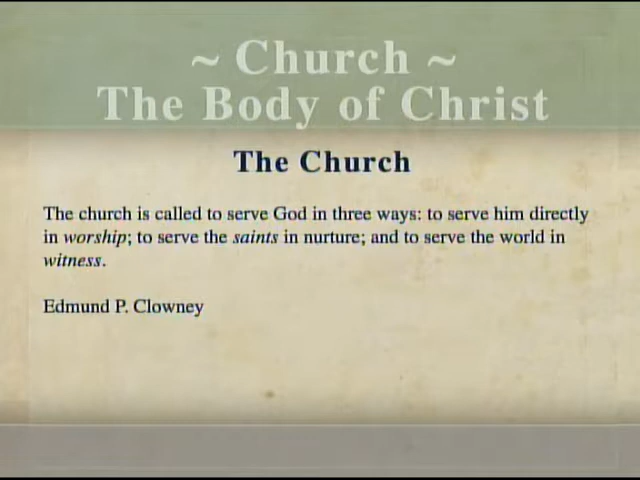 ~ Church ~
The Body of Christ
The Church
The church is called to serve God in three ways: to serve him directly
in worship; to serve the saints in nurture; and to serve the world in
witness.
Edmund P. Clowney